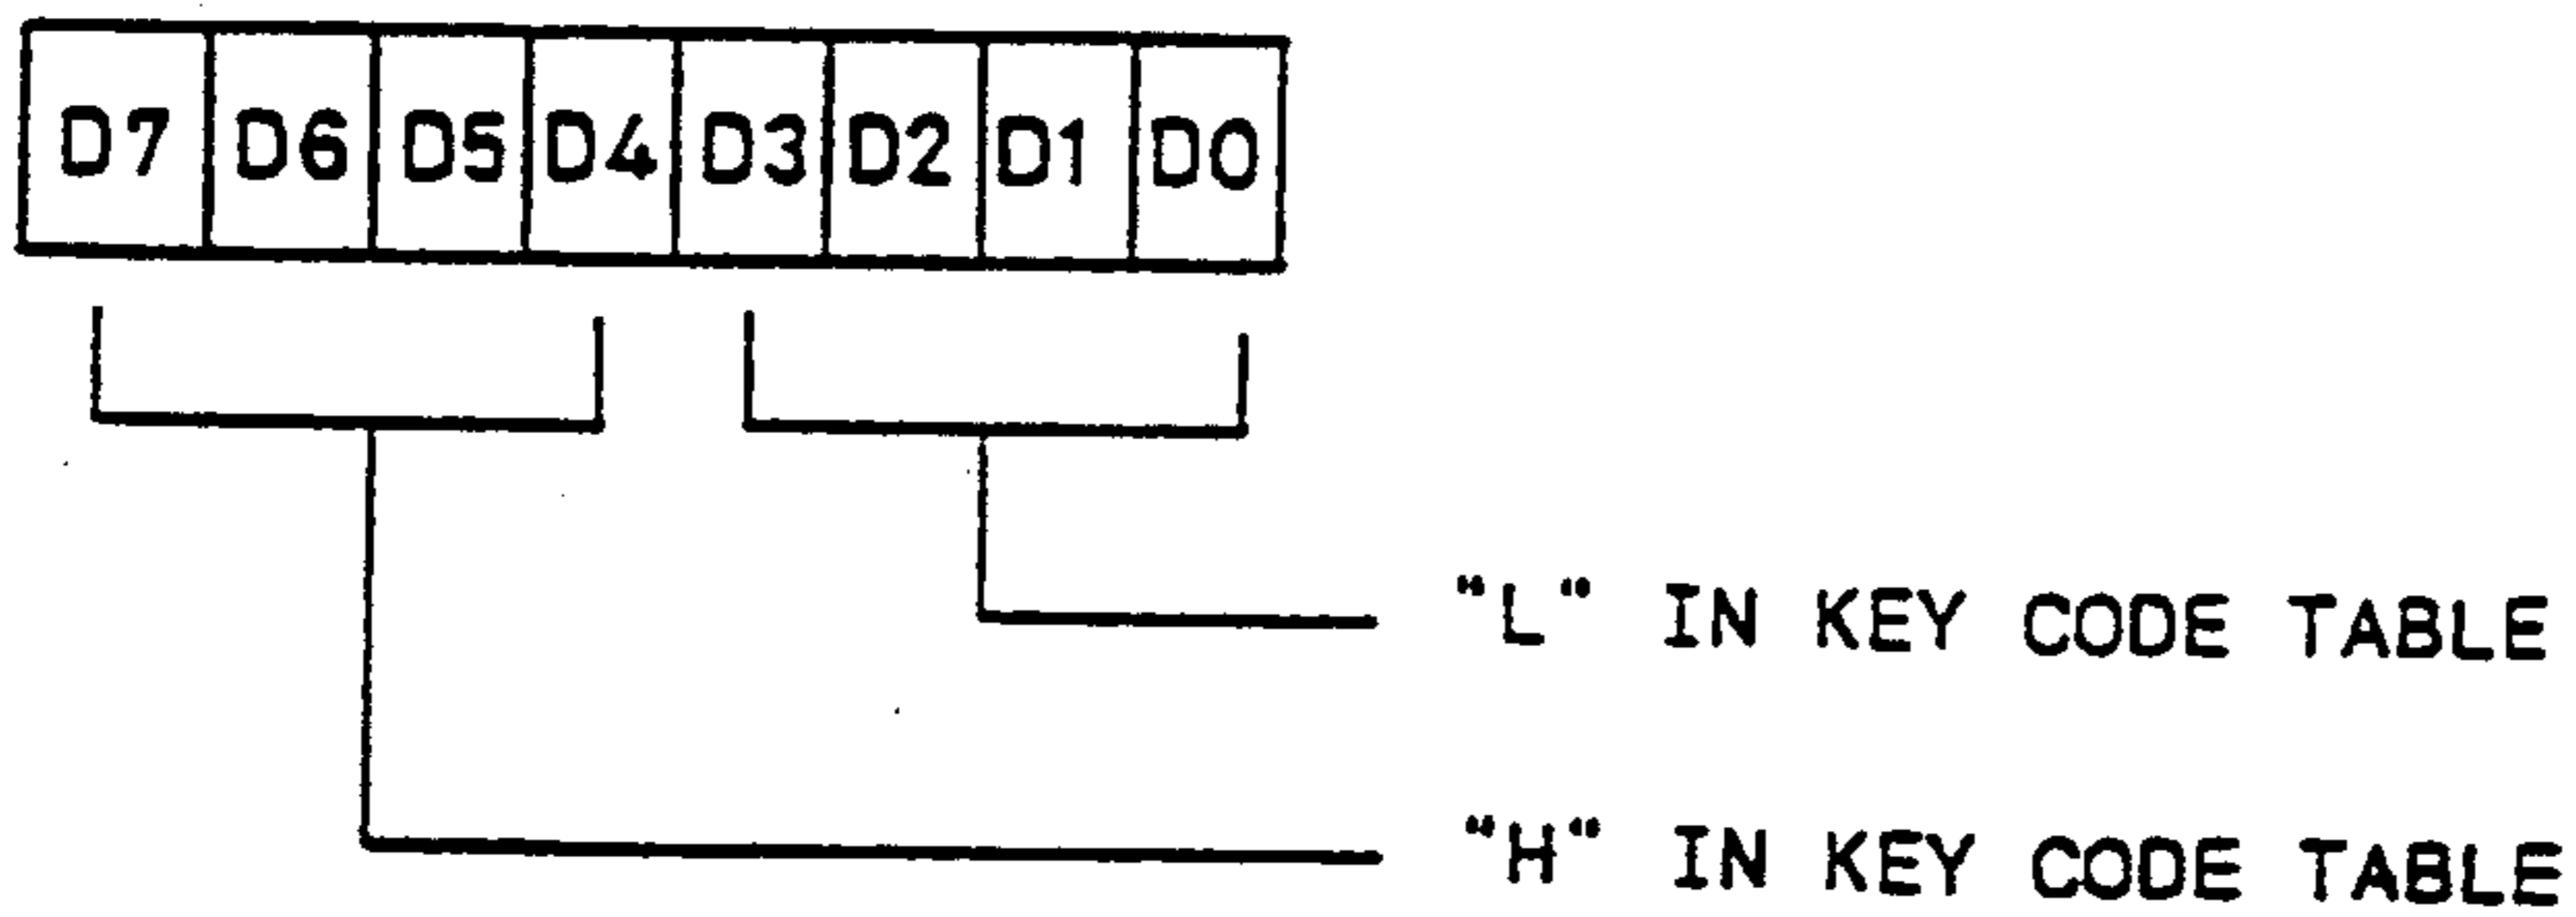 D7 D6 D5 D4 D3 D2 D1 D0
"L" IN KEY CODE TABLE
"H" IN KEY CODE TABLE